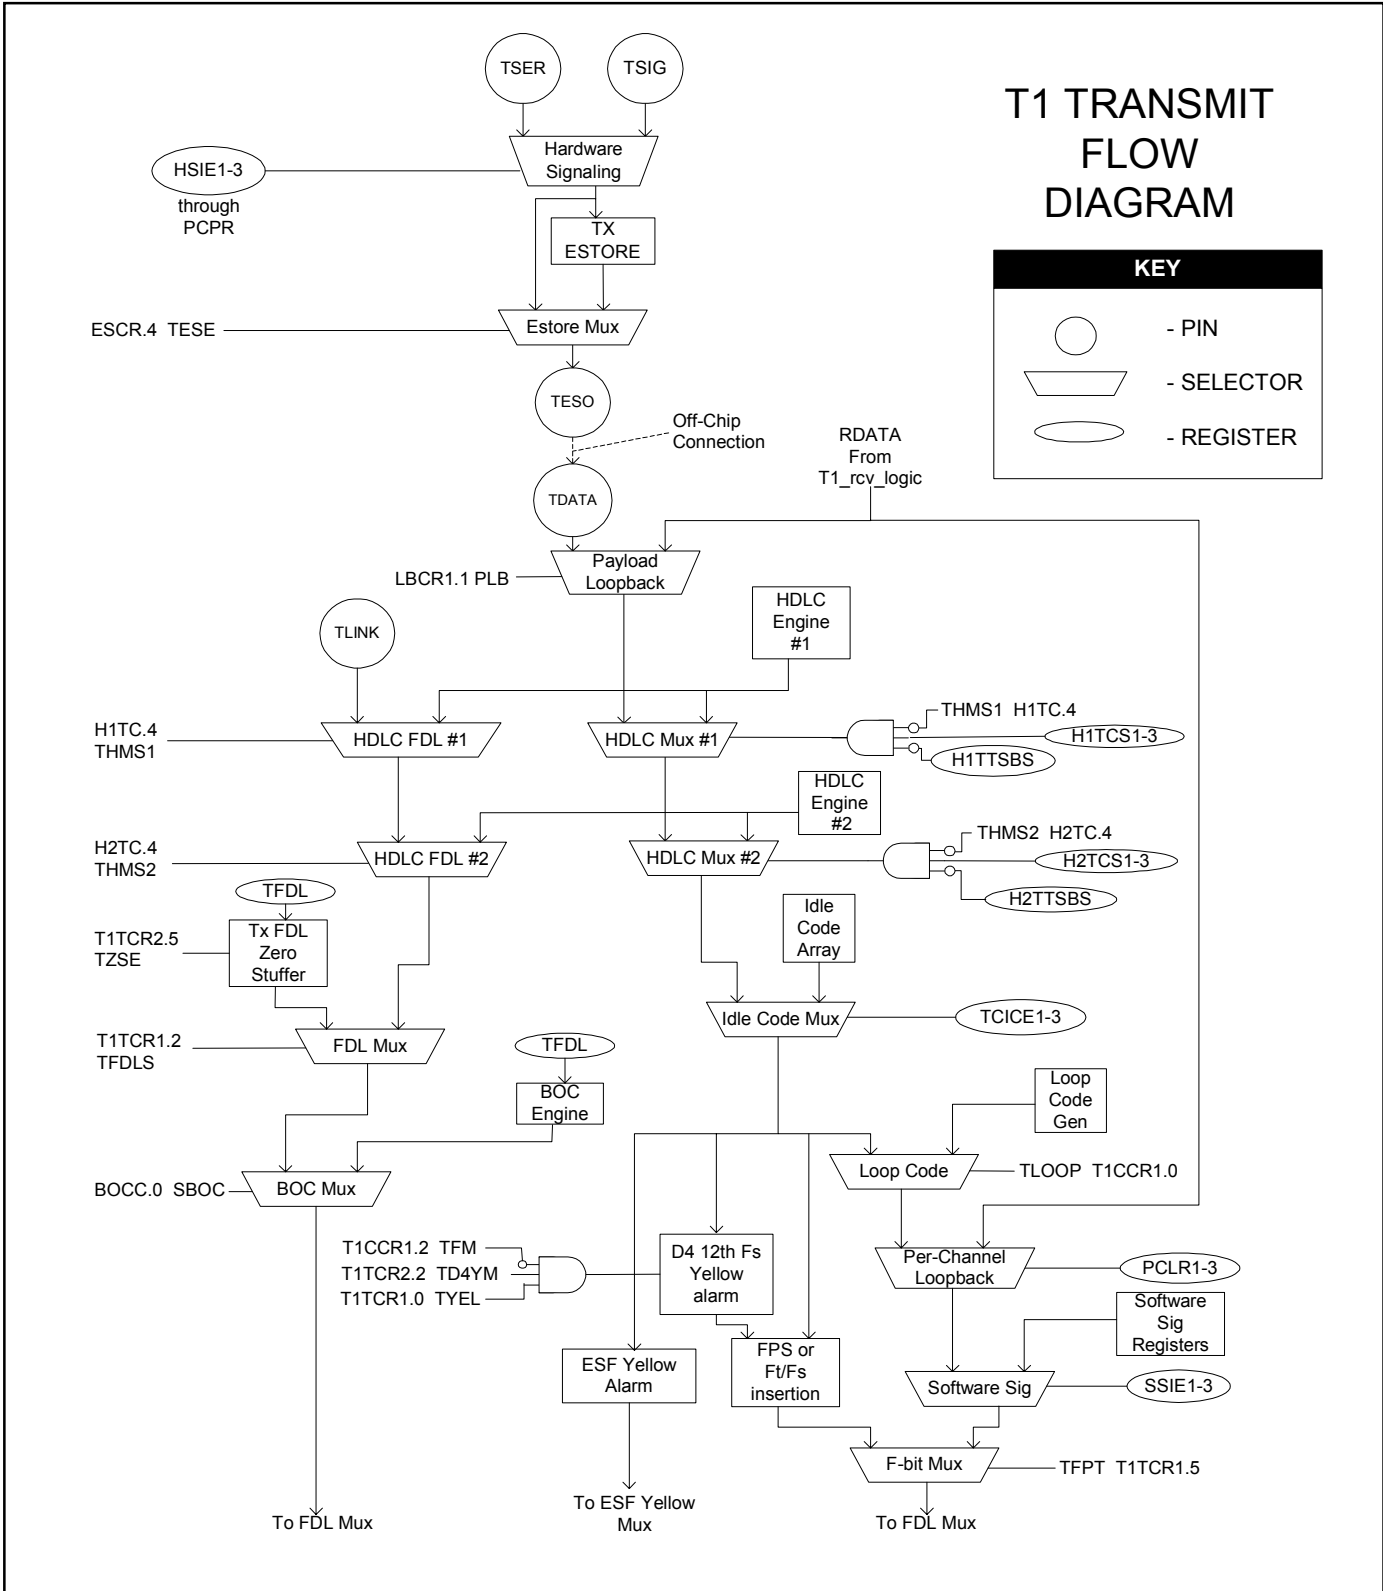 TSER
TSIG
T1 TRANSMIT
FLOW
DIAGRAM
Hardware
Signaling
HSIE1-3
through
PCPR
TX
ESTORE
KEY
- PIN
- SELECTOR
- REGISTER
ESCR.4 TESE
Estore Mux
TESO
Off-Chip
Connection
RDATA
From
T1_rcv_logic
TDATA
Payload
Loopback
LBCR1.1 PLB
HDLC
Engine
#1
TLINK
H1TC.4
THMS1
HDLC FDL #1
HDLC Mux #1
THMS1 H1TC.4
H1TCS1-3
H1TTSBS
HDLC
Engine
#2
H2TC.4
THMS2
HDLC FDL #2
HDLC Mux #2
THMS2 H2TC.4
H2TCS1-3
H2TTSBS
TFDL
Idle
Code
Array
T1TCR2.5
TZSE
Tx FDL
Zero
Stuffer
Idle Code Mux
TCICE1-3
T1TCR1.2
TFDLS
FDL Mux
TFDL
BOC
Engine
Loop
Code
Gen
BOCC.0 SBOC
BOC Mux
Loop Code
TLOOP T1CCR1.0
T1CCR1.2 TFM
T1TCR2.2 TD4YM
T1TCR1.0 TYEL
D4 12th Fs
Yellow
alarm
Per-Channel
Loopback
PCLR1-3
Software
Sig
Registers
ESF Yellow
Alarm
FPS or
Ft/Fs
insertion
Software Sig
SSIE1-3
F-bit Mux
TFPT T1TCR1.5
To FDL Mux
To ESF Yellow
Mux
To FDL Mux